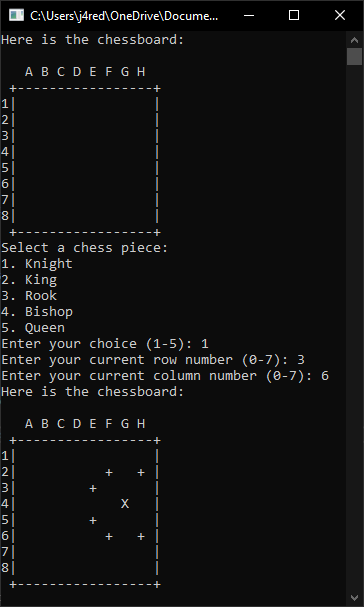 C:\Users\j4red\OneDrive\Docume...
Here is the chessboard:
   A B C D E F G H
 +-----------------+
1|                 |
2|                 |
3|                 |
4|                 |
5|                 |
6|                 |
7|                 |
8|                 |
 +-----------------+
Select a chess piece:
1. Knight
2. King
3. Rook
4. Bishop
5. Queen
Enter your choice (1-5): 1
Enter your current row number (0-7): 3
Enter your current column number (0-7): 6
Here is the chessboard:
   A B C D E F G H
 +-----------------+
1|                 |
2|           +   + |
3|         +       |
4|             X   |
5|         +       |
6|           +   + |
7|                 |
8|                 |
 +-----------------+